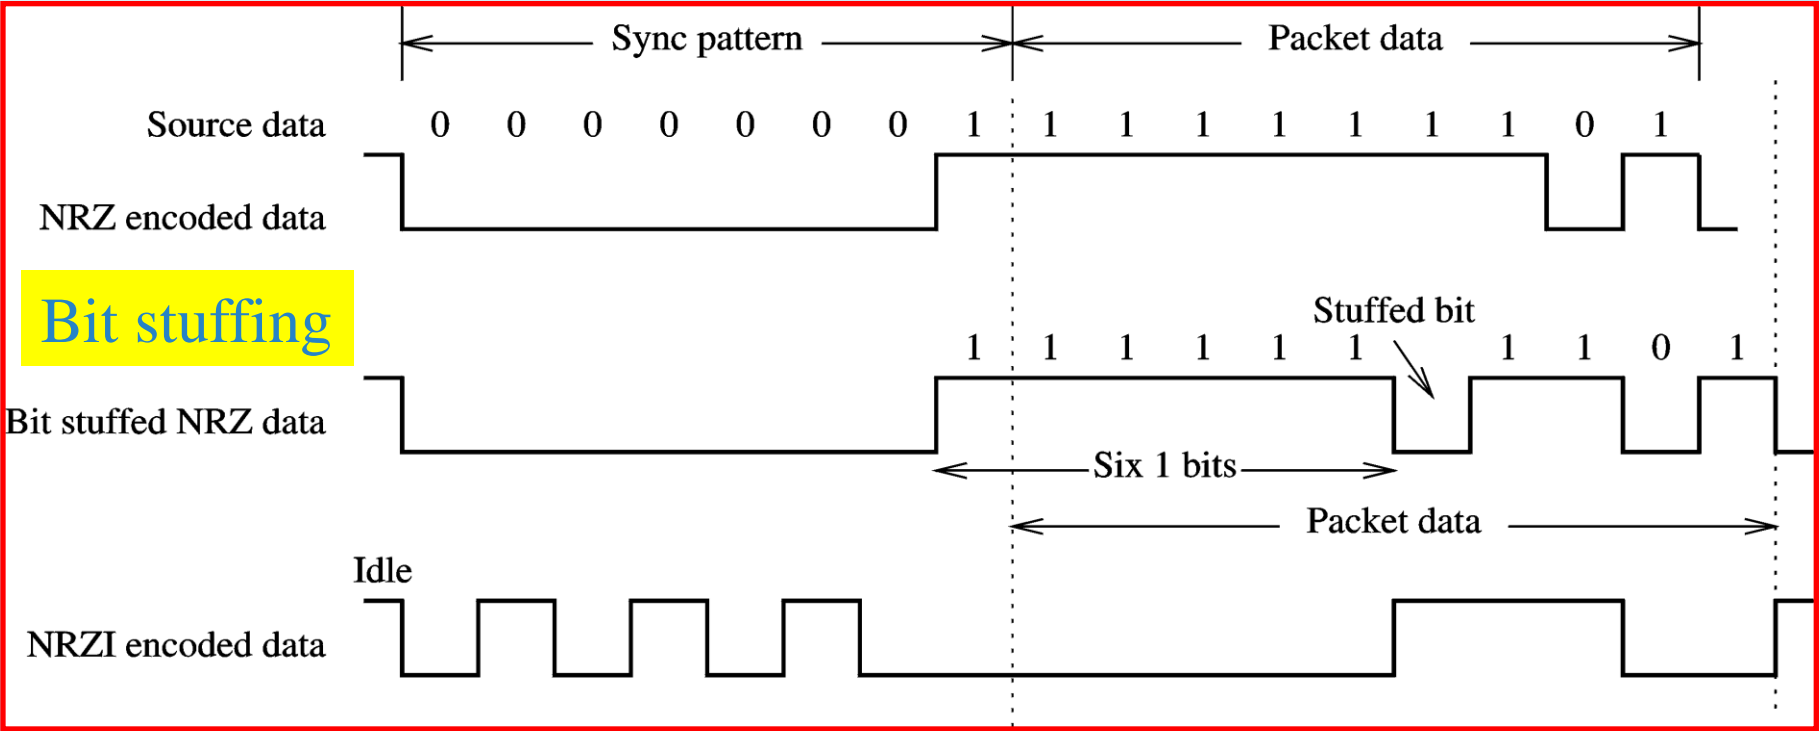 Sync pattern Packet data
Source data 0 0 0 0 0 0 0 1 1 1 1 1 1 1 1 0 1
NRZ encoded data
Bit stuffing
Stuffed bit
1 1 1 1 1 1 1 1 0 1
Bit stuffed NRZ data
Six 1 bits
Packet data
Idle
NRZI encoded data